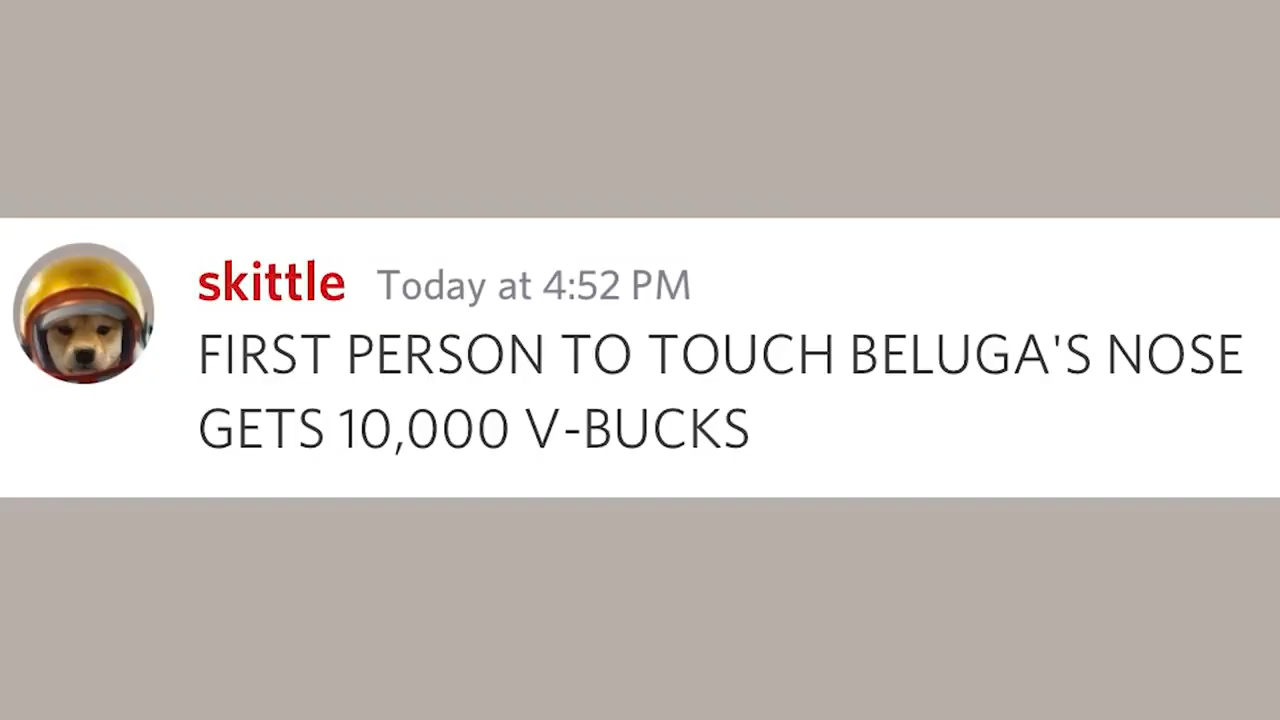 skittle Today at 4:52 PM
FIRST PERSON TO TOUCH BELUGA'S NOSE
GETS 10,000 V-BUCKS